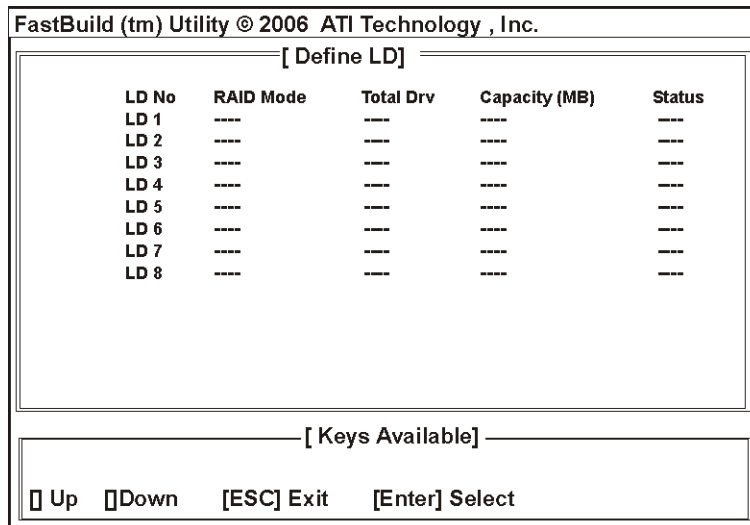 FastBuild (tm) Utility © 2006 ATI Technology , Inc.
[ Define LD]
LD No RAID Mode Total Drv Capacity (MB) Status
LD 1 ---- ---- ---- ----
LD 2 ---- ---- ---- ----
LD 3 ---- ---- ---- ----
LD 4 ---- ---- ---- ----
LD 5 ---- ---- ---- ----
LD 6 ---- ---- ---- ----
LD 7 ---- ---- ---- ----
LD 8 ---- ---- ---- ----
[ Keys Available]
[] Up []Down [ESC] Exit [Enter] Select